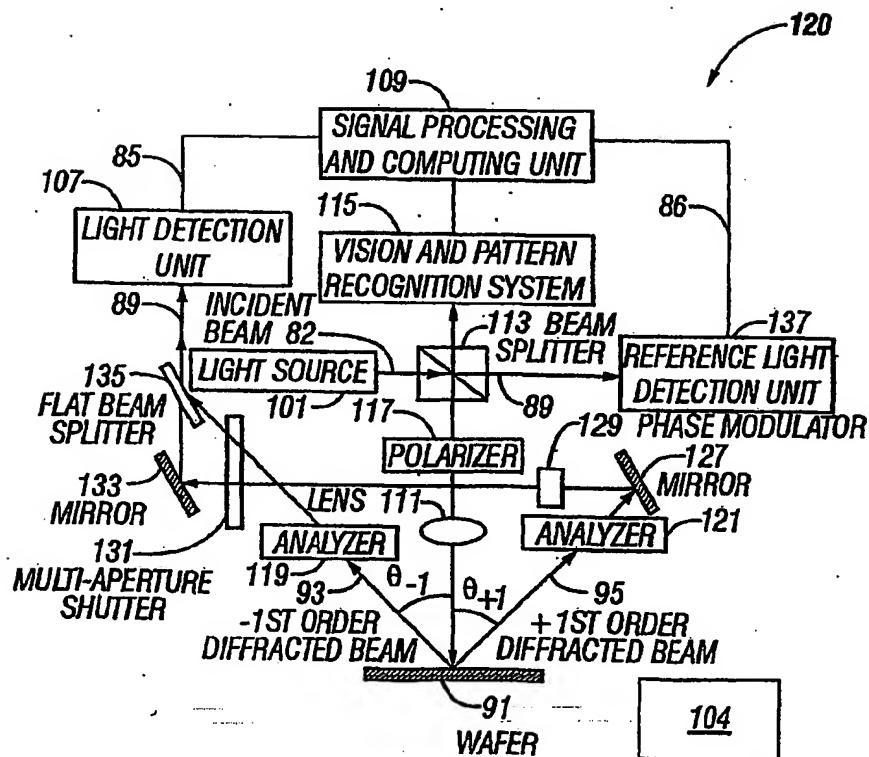 120
109
SIGNAL PROCESSING
AND COMPUTING UNIT
85
107
115
86
LIGHT DETECTION
UNIT
VISION AND PATTERN
RECOGNITION SYSTEM
89
INCIDENT
BEAM 82
113 BEAM
SPLITTER
137
135
LIGHT SOURCE
REFERENCE LIGHT
DETECTION UNIT
101
89
FLAT BEAM
SPLITTER
117
129 PHASE MODULATOR
POLARIZER
127
MIRROR
133
MIRROR
LENS 111
131
ANALYZER
ANALYZER
121
MULTI-APERTURE
SHUTTER
119
93
θ-1
θ+1
95
-1ST ORDER
DIFFRACTED BEAM
+1ST ORDER
DIFFRACTED BEAM
91
WAFER
104